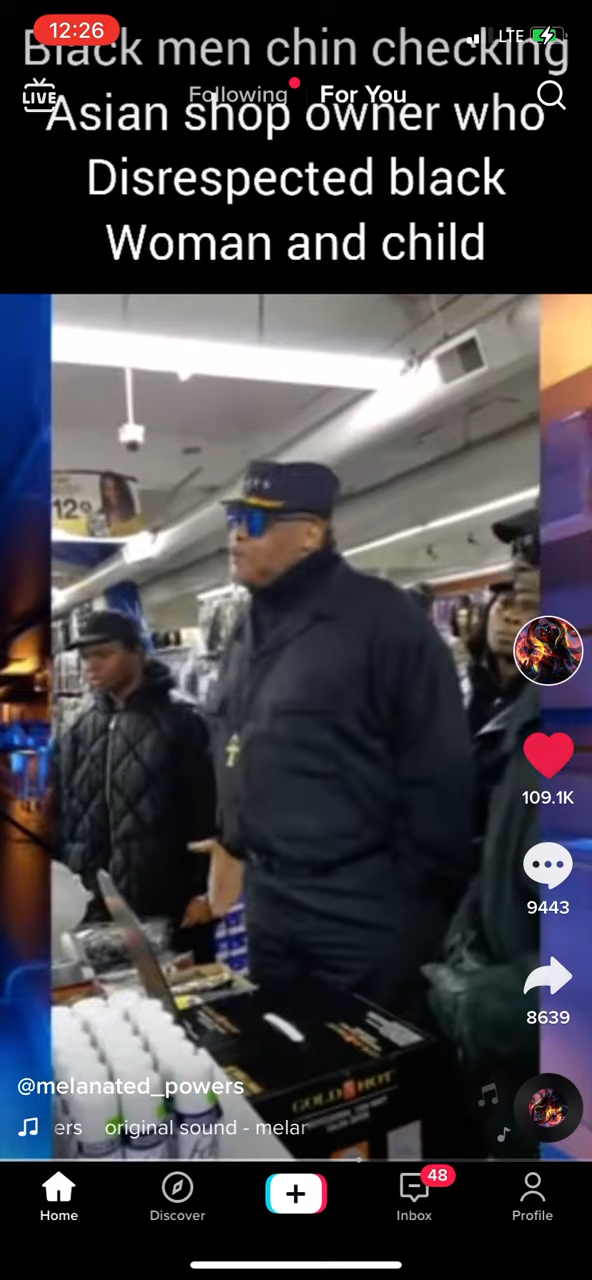 12:26
LTE
Black men chin checking
LIVE
Following
For You
Asian shop owner who
Disrespected black
Woman and child
12
109.1K
9443
8639
GOLD HOT
@melanated_powers
ers original sound - melar
Home
Discover
48
Inbox
Profile